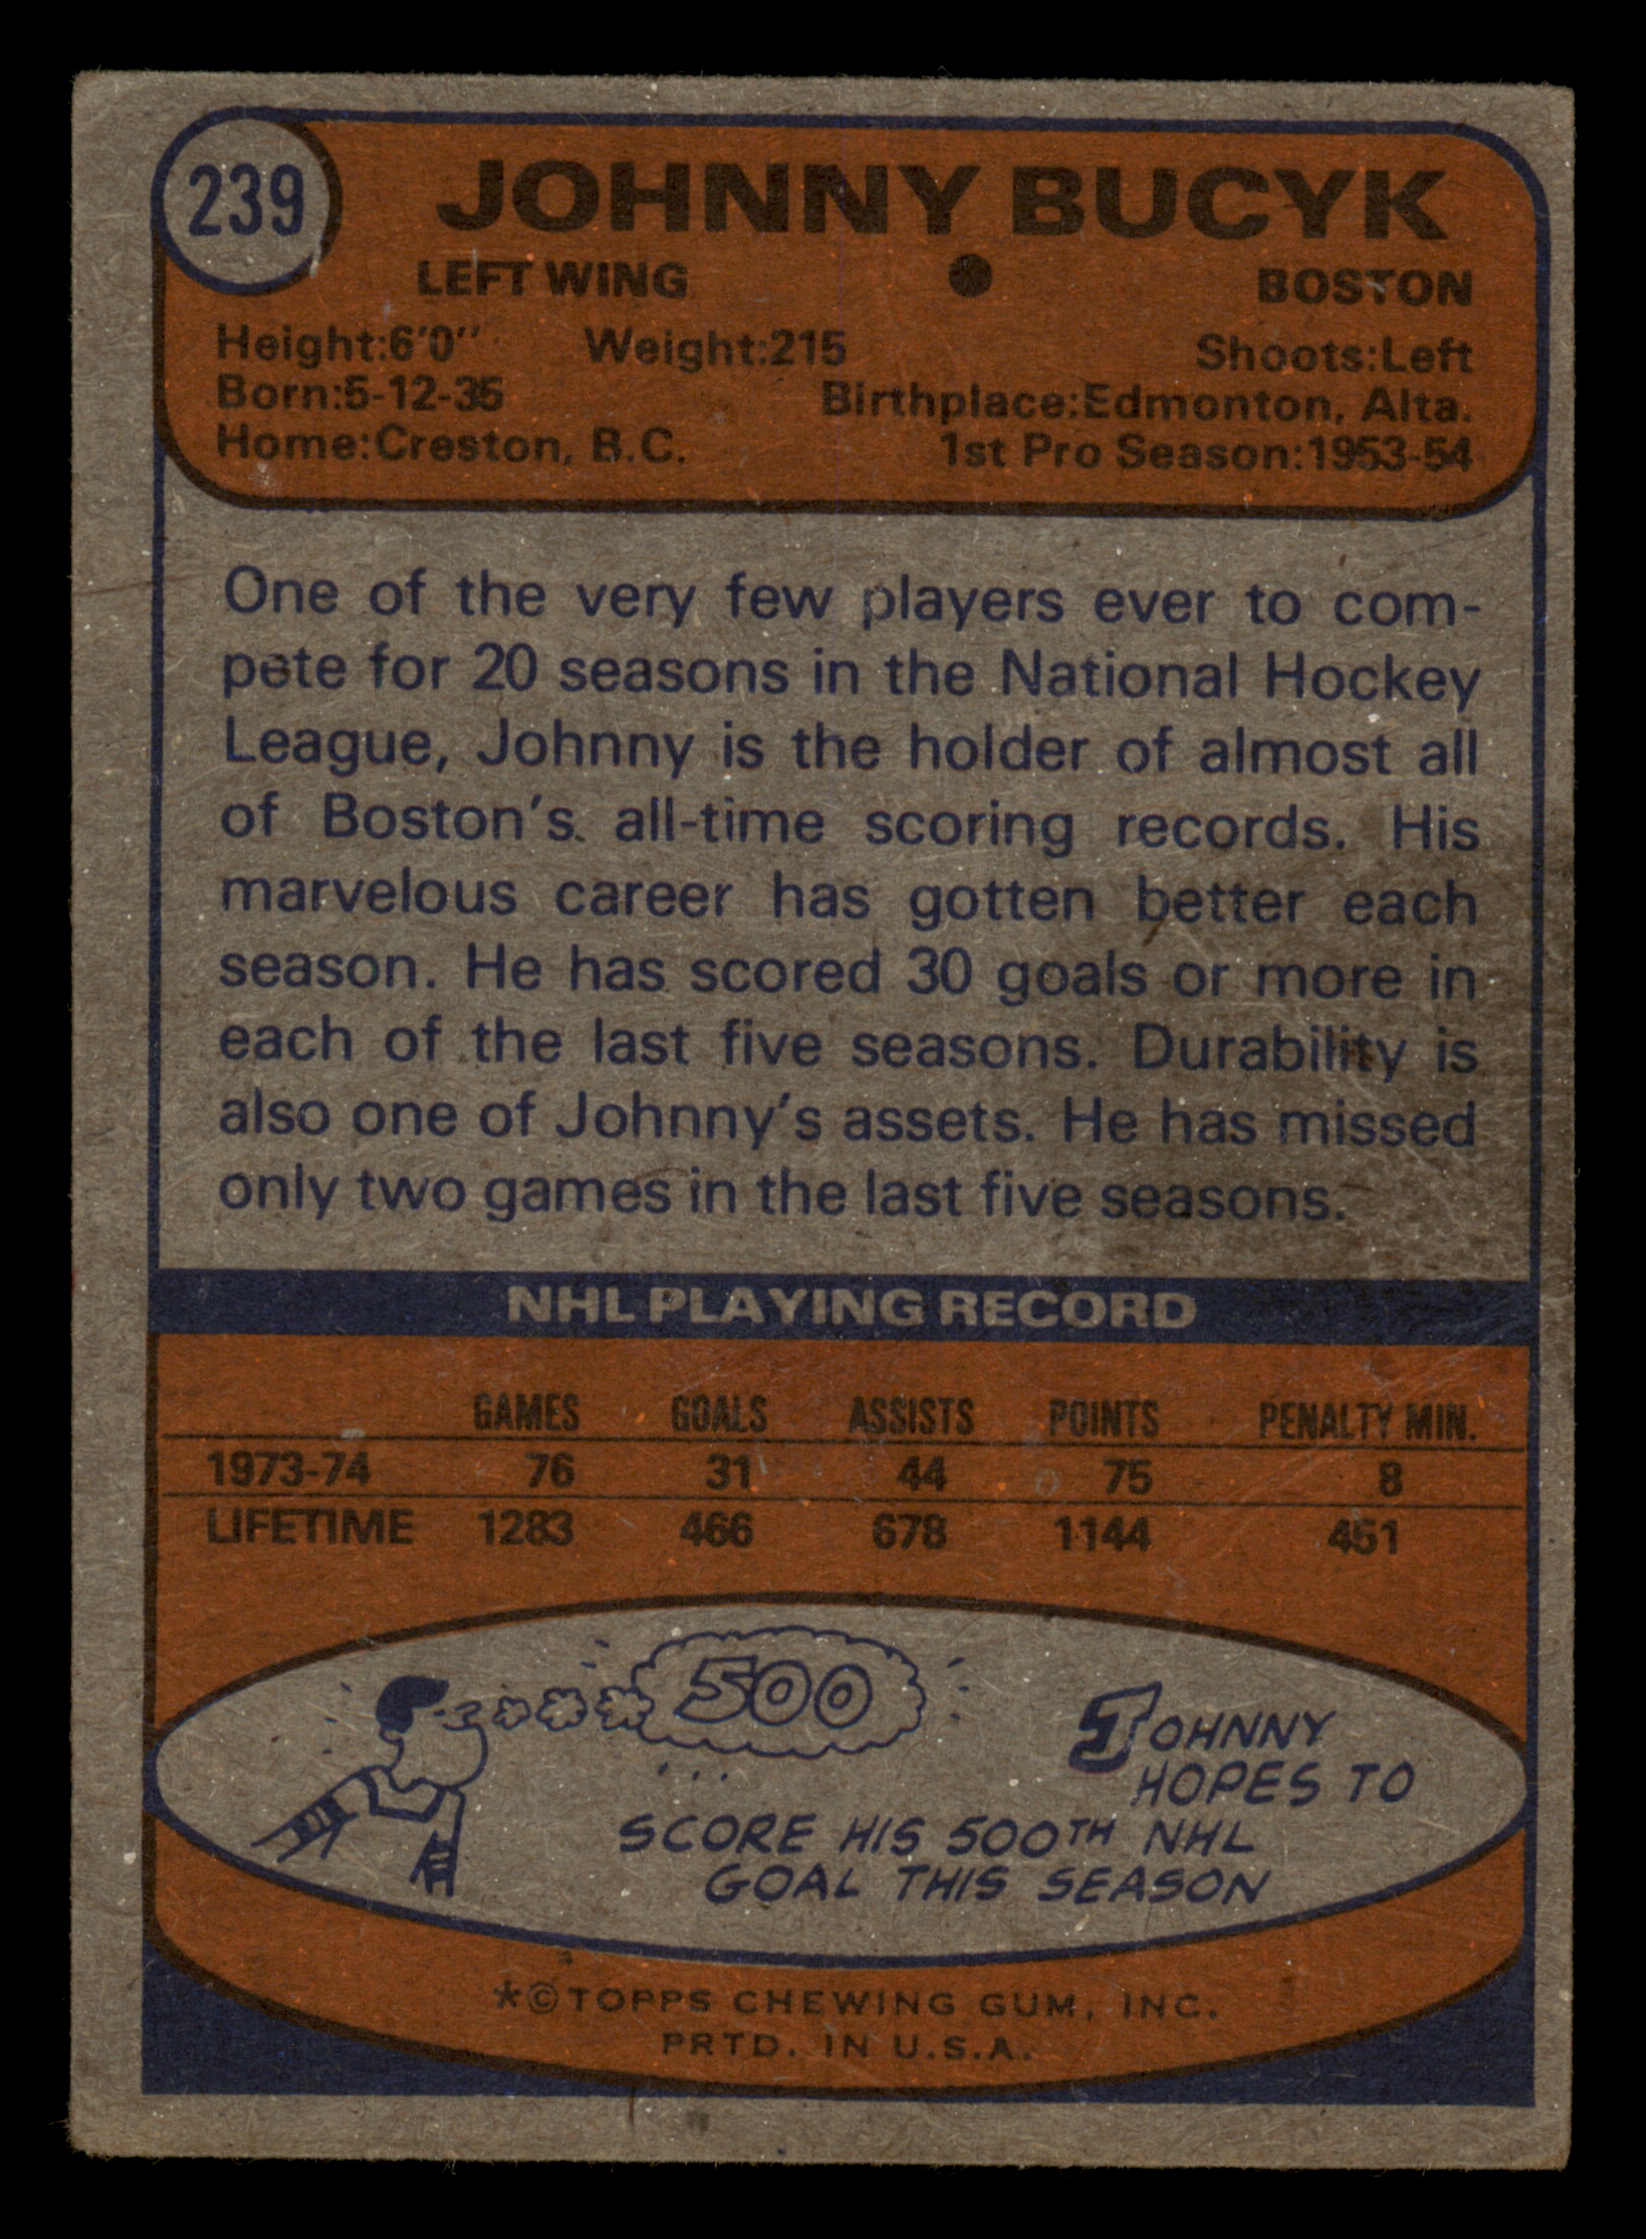 239
JOHNNY BUCYK
LEFT WING ● BOSTON
Height:6'0" Weight:215 Shoots:Left
Born:5-12-35 Birthplace:Edmonton, Alta.
Home:Creston, B.C. 1st Pro Season:1953-54
One of the very few players ever to com-
pete for 20 seasons in the National Hockey
League, Johnny is the holder of almost all
of Boston's all-time scoring records. His
marvelous career has gotten better each
season. He has scored 30 goals or more in
each of the last five seasons. Durability is
also one of Johnny's assets. He has missed
only two games in the last five seasons.
NHL PLAYING RECORD
GAMES GOALS ASSISTS POINTS PENALTY MIN.
1973-74 76 31 44 75 8
LIFETIME 1283 466 678 1144 451
500
JOHNNY
HOPES TO
SCORE HIS 500TH NHL
GOAL THIS SEASON
*©TOPPS CHEWING GUM, INC.
PRTD. IN U.S.A.